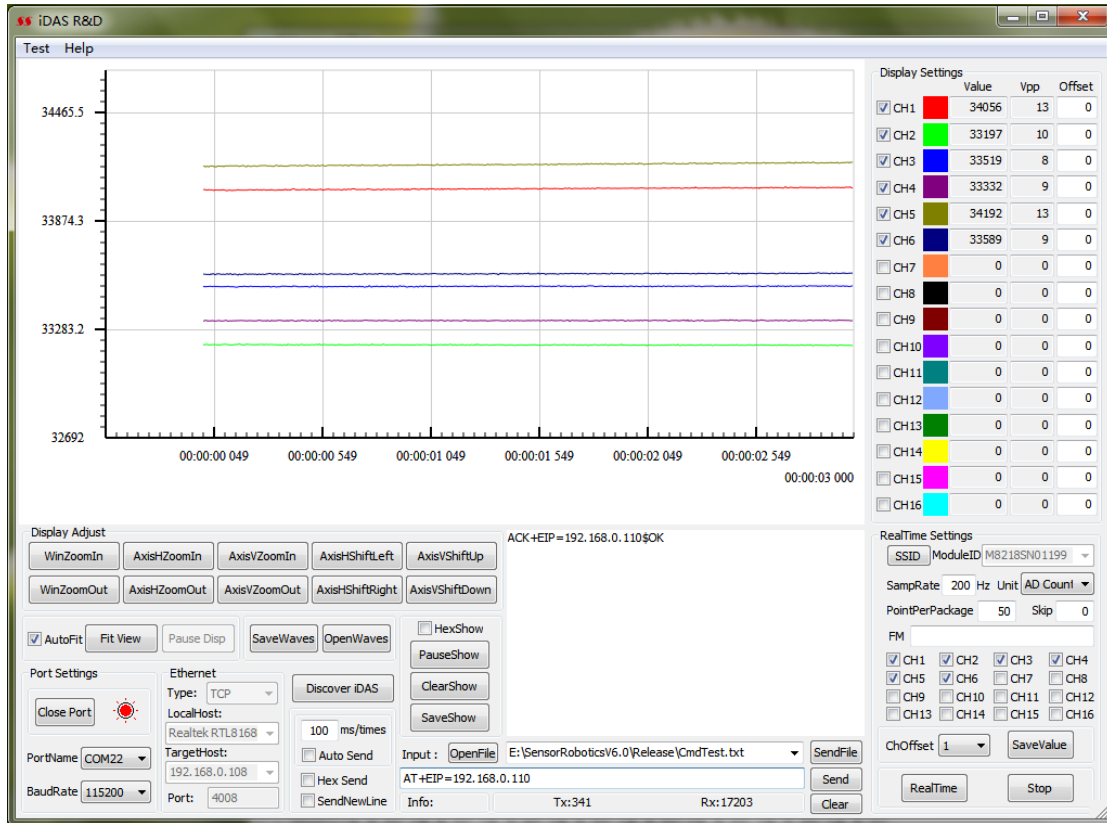 iDAS R&D
Test Help
34465.5
33874.3
33283.2
32692
00:00:00 049 00:00:00 549 00:00:01 049 00:00:01 549 00:00:02 049 00:00:02 549
00:00:03 000
Display Settings
Value Vpp Offset
CH1 34056 13 0
CH2 33197 10 0
CH3 33519 8 0
CH4 33332 9 0
CH5 34192 13 0
CH6 33589 9 0
CH7 0 0 0
CH8 0 0 0
CH9 0 0 0
CH10 0 0 0
CH11 0 0 0
CH12 0 0 0
CH13 0 0 0
CH14 0 0 0
CH15 0 0 0
CH16 0 0 0
Display Adjust
WinZoomIn AxisHZoomIn AxisVZoomIn AxisHShiftLeft AxisVShiftUp
WinZoomOut AxisHZoomOut AxisVZoomOut AxisHShiftRight AxisVShiftDown
AutoFit Fit View Pause Disp SaveWaves OpenWaves
HexShow
PauseShow
ClearShow
SaveShow
Port Settings
Close Port
PortName COM22
BaudRate 115200
Ethernet
Type: TCP
LocalHost:
Realtek RTL8168
TargetHost:
192.168.0.108
Port: 4008
Discover iDAS
100 ms/times
Auto Send
Hex Send
SendNewLine
ACK+EIP=192.168.0.110$OK
Input : OpenFile E:\SensorRoboticsV6.0\Release\CmdTest.txt SendFile
AT+EIP=192.168.0.110 Send
Info: Tx:341 Rx:17203 Clear
RealTime Settings
SSID ModuleID M8218SN01199
SampRate 200 Hz Unit AD Count
PointPerPackage 50 Skip 0
FM
CH1 CH2 CH3 CH4
CH5 CH6 CH7 CH8
CH9 CH10 CH11 CH12
CH13 CH14 CH15 CH16
ChOffset 1 SaveValue
RealTime Stop